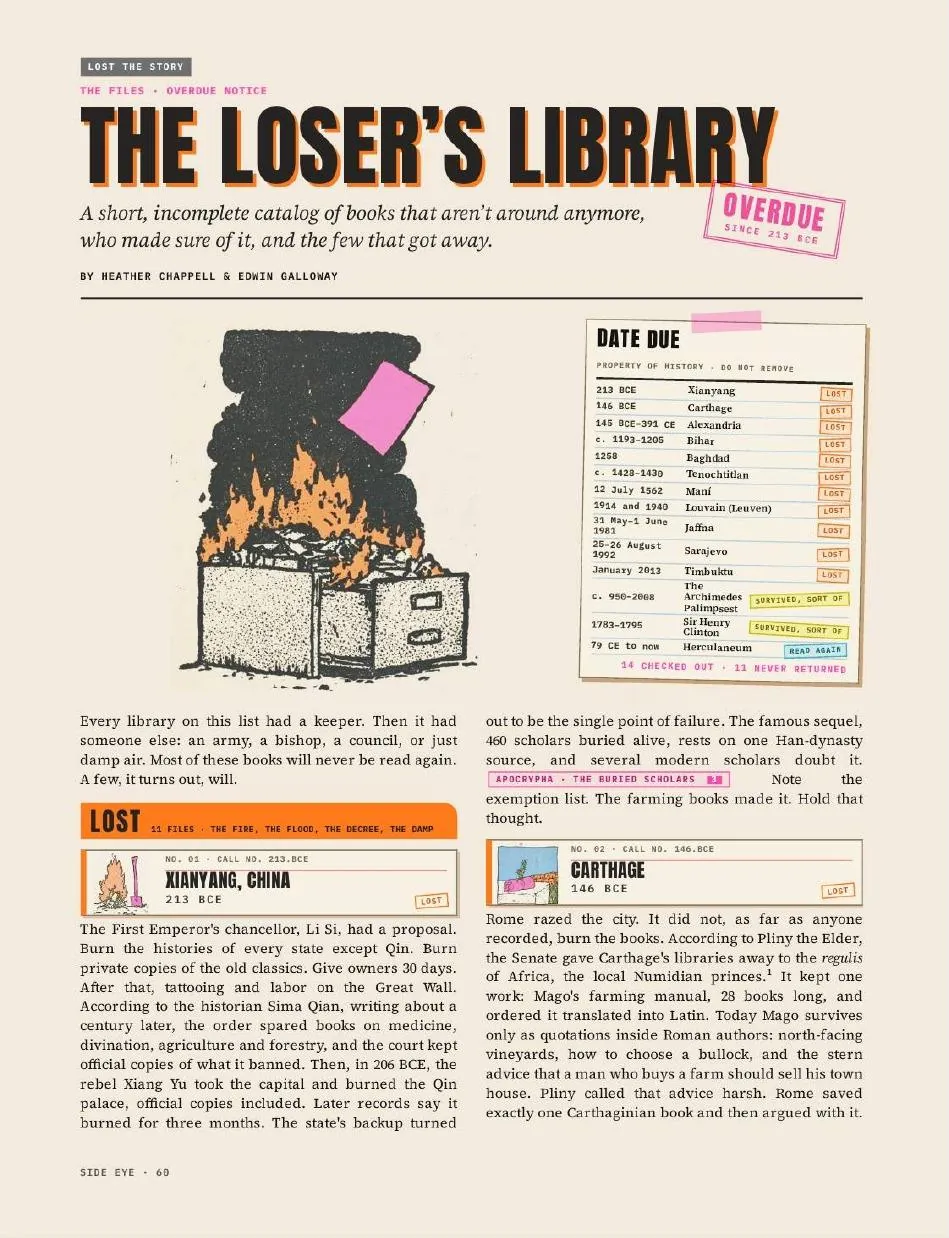 LOST THE STORY
THE FILES · OVERDUE NOTICE
THE LOSER'S LIBRARY
A short, incomplete catalog of books that aren't around anymore,
who made sure of it, and the few that got away.
OVERDUE
SINCE 213 BCE
BY HEATHER CHAPPELL & EDWIN GALLOWAY
DATE DUE
PROPERTY OF HISTORY · DO NOT REMOVE
213 BCE Xianyang LOST
146 BCE Carthage LOST
145 BCE–391 CE Alexandria LOST
c. 1193–1205 Bihar LOST
1258 Baghdad LOST
c. 1428–1430 Tenochtitlan LOST
12 July 1562 Maní LOST
1914 and 1940 Louvain (Leuven) LOST
31 May–1 June
1981 Jaffna LOST
25–26 August
1992 Sarajevo LOST
January 2013 Timbuktu LOST
The
c. 950–2008 Archimedes SURVIVED, SORT OF
Palimpsest
1783–1795 Sir Henry SURVIVED, SORT OF
Clinton
79 CE to now Herculaneum READ AGAIN
14 CHECKED OUT · 11 NEVER RETURNED
Every library on this list had a keeper. Then it had
someone else: an army, a bishop, a council, or just
damp air. Most of these books will never be read again.
A few, it turns out, will.
LOST 11 FILES · THE FIRE, THE FLOOD, THE DECREE, THE DAMP
NO. 01 · CALL NO. 213.BCE
XIANYANG, CHINA
213 BCE
LOST
The First Emperor's chancellor, Li Si, had a proposal.
Burn the histories of every state except Qin. Burn
private copies of the old classics. Give owners 30 days.
After that, tattooing and labor on the Great Wall.
According to the historian Sima Qian, writing about a
century later, the order spared books on medicine,
divination, agriculture and forestry, and the court kept
official copies of what it banned. Then, in 206 BCE, the
rebel Xiang Yu took the capital and burned the Qin
palace, official copies included. Later records say it
burned for three months. The state's backup turned
out to be the single point of failure. The famous sequel,
460 scholars buried alive, rests on one Han-dynasty
source, and several modern scholars doubt it.
APOCRYPHA · THE BURIED SCHOLARS Note the
exemption list. The farming books made it. Hold that
thought.
NO. 02 · CALL NO. 146.BCE
CARTHAGE
146 BCE
LOST
Rome razed the city. It did not, as far as anyone
recorded, burn the books. According to Pliny the Elder,
the Senate gave Carthage's libraries away to the regulis
of Africa, the local Numidian princes.¹ It kept one
work: Mago's farming manual, 28 books long, and
ordered it translated into Latin. Today Mago survives
only as quotations inside Roman authors: north-facing
vineyards, how to choose a bullock, and the stern
advice that a man who buys a farm should sell his town
house. Pliny called that advice harsh. Rome saved
exactly one Carthaginian book and then argued with it.
SIDE EYE · 60